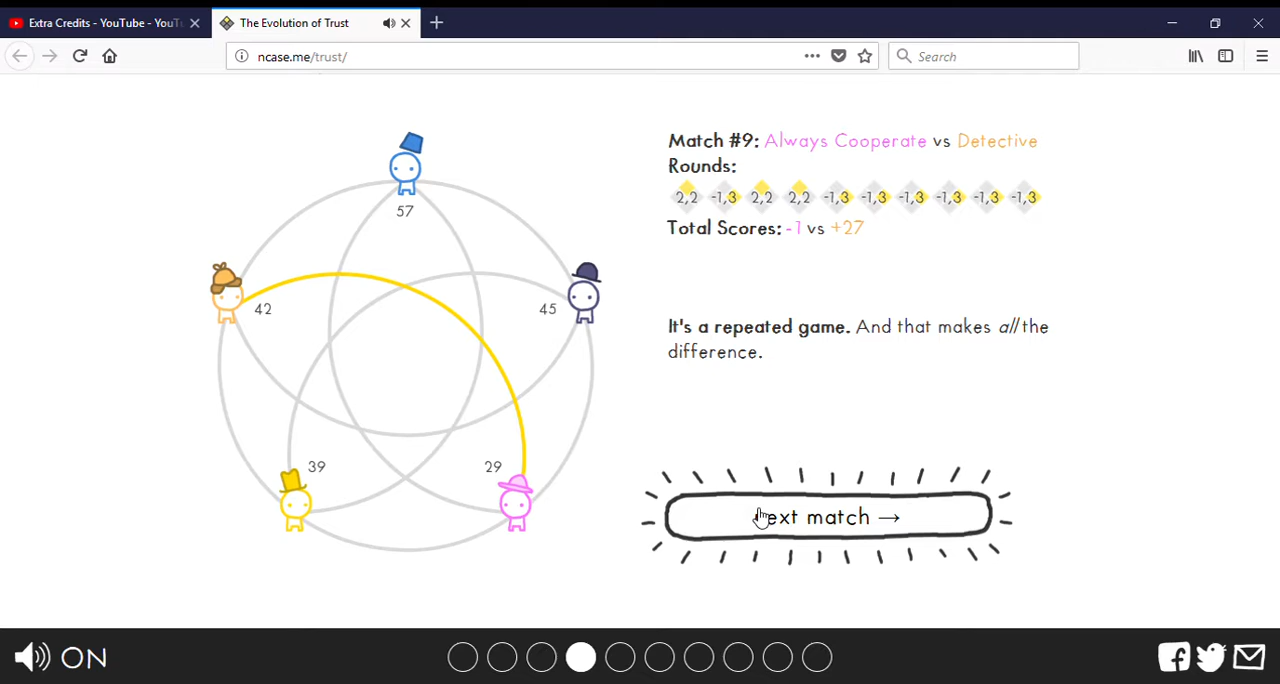 Extra Credits - YouTube - YouT
The Evolution of Trust
ncase.me/trust/
Search
57
42
45
39
29
Match #9: Always Cooperate vs Detective
Rounds:
2,2 -1,3 2,2 2,2 -1,3 -1,3 -1,3 -1,3 -1,3 -1,3
Total Scores: -1 vs +27
It's a repeated game. And that makes all the
difference.
ext match →
ON